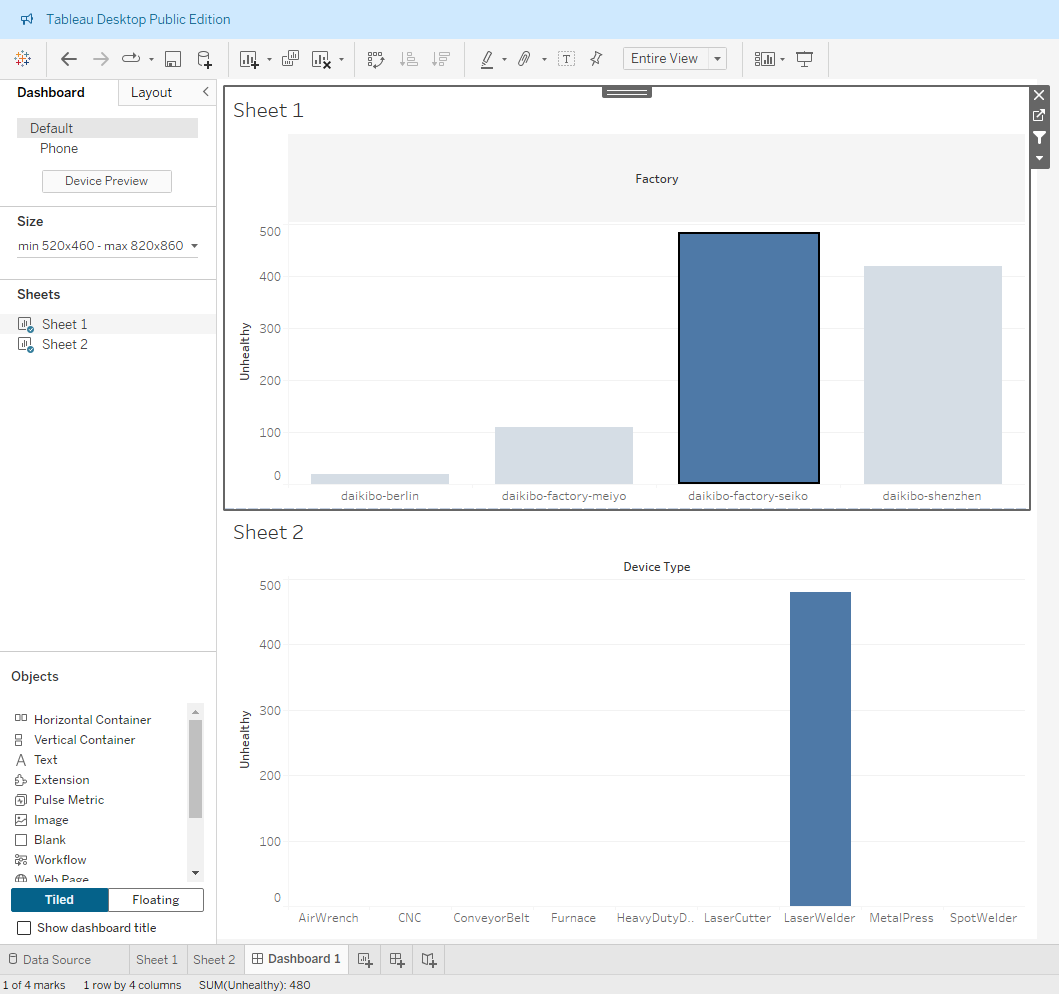 Tableau Desktop Public Edition
T
Entire View
Dashboard
Layout
Default
Phone
Device Preview
Size
min 520x460 - max 820x860
Sheets
Sheet 1
Sheet 2
Objects
Horizontal Container
Vertical Container
A Text
Extension
Pulse Metric
Image
Blank
Workflow
Web Page
Tiled
Floating
Show dashboard title
Sheet 1
Factory
500
400
300
200
100
0
Unhealthy
daikibo-berlin
daikibo-factory-meiyo
daikibo-factory-seiko
daikibo-shenzhen
Sheet 2
Device Type
500
400
300
200
100
0
Unhealthy
AirWrench
CNC
ConveyorBelt
Furnace
HeavyDutyD..
LaserCutter
LaserWelder
MetalPress
SpotWelder
Data Source
Sheet 1
Sheet 2
Dashboard 1
1 of 4 marks
1 row by 4 columns
SUM(Unhealthy): 480